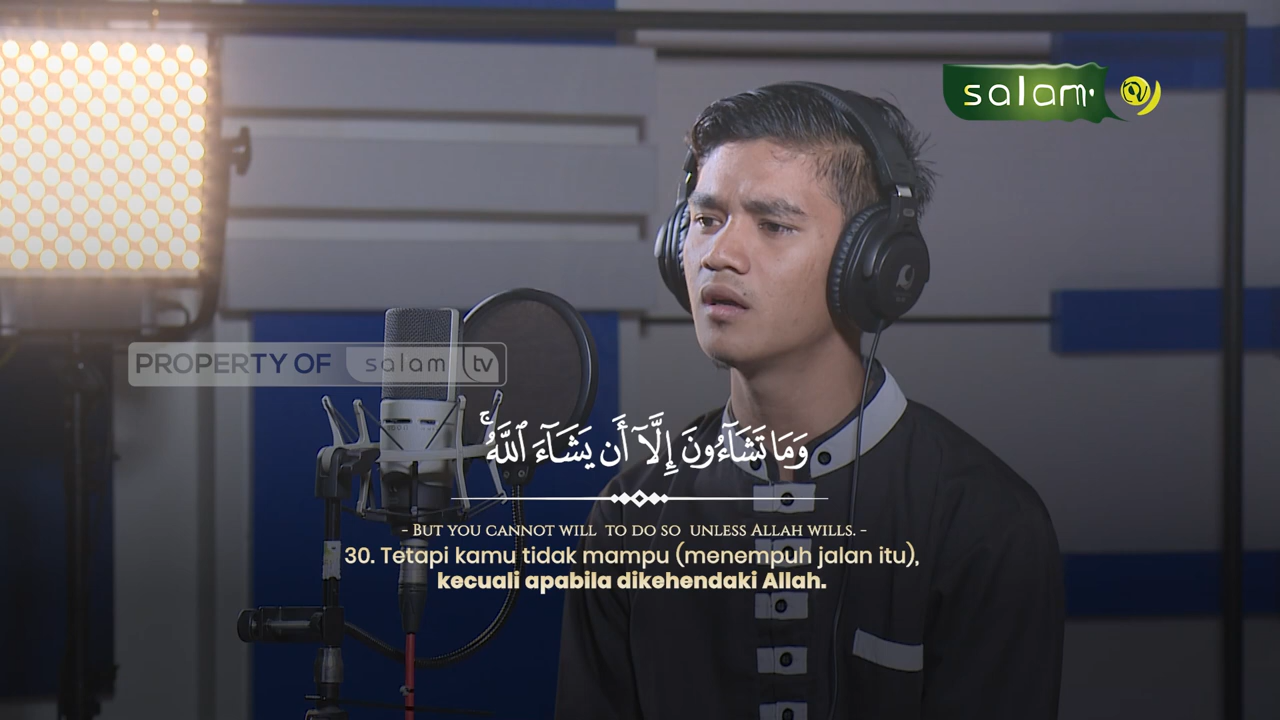 salam
PROPERTY OF salam tv
وَمَا تَشَآءُونَ إِلَّآ أَن يَشَآءَ ٱللَّهُۚ
- BUT YOU CANNOT WILL TO DO SO UNLESS ALLAH WILLS. -
30. Tetapi kamu tidak mampu (menempuh jalan itu),
kecuali apabila dikehendaki Allah.